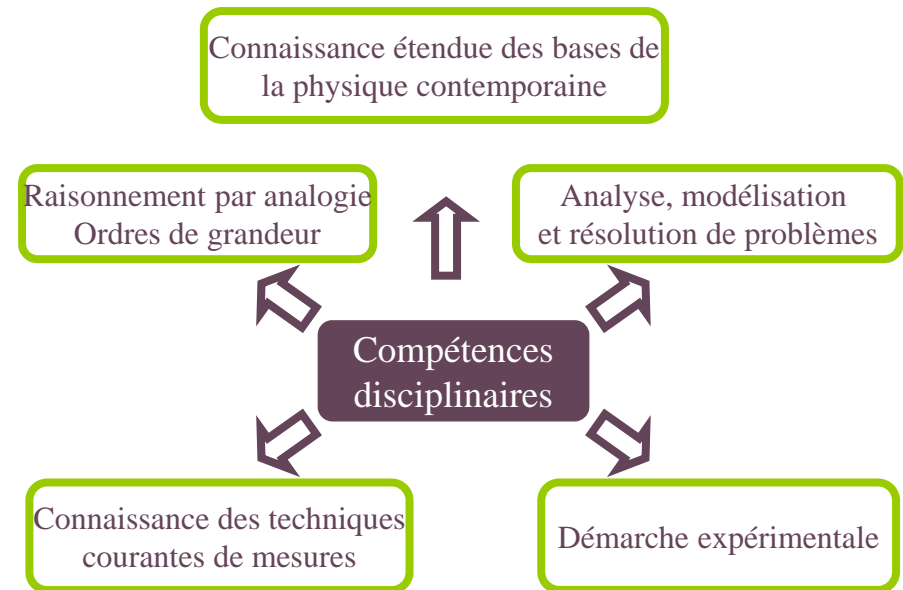 Connaissance étendue des bases de
la physique contemporaine
Raisonnement par analogie
Ordres de grandeur
Analyse, modélisation
et résolution de problèmes
Compétences
disciplinaires
Connaissance des techniques
courantes de mesures
Démarche expérimentale